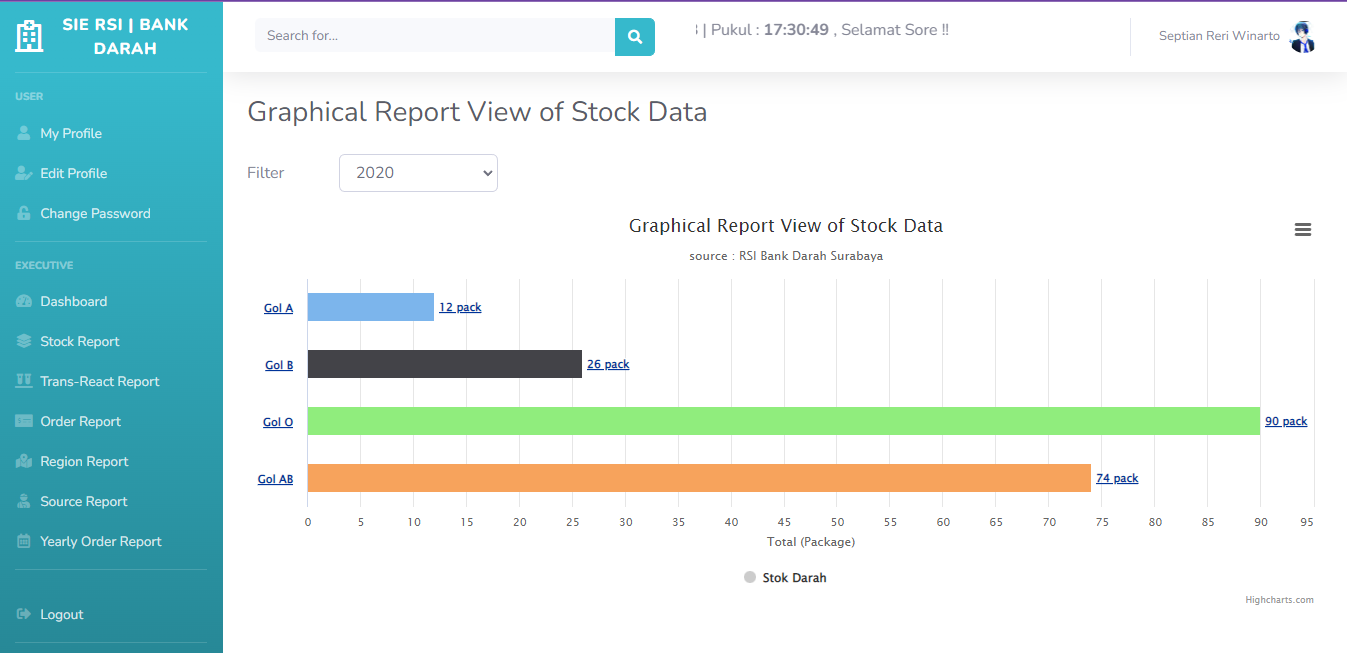 SIE RSI | BANK
DARAH
USER
My Profile
Edit Profile
Change Password
EXECUTIVE
Dashboard
Stock Report
Trans-React Report
Order Report
Region Report
Source Report
Yearly Order Report
Logout
Search for...
| Pukul : 17:30:49 , Selamat Sore !!
Septian Reri Winarto
Graphical Report View of Stock Data
Filter
2020
Graphical Report View of Stock Data
source : RSI Bank Darah Surabaya
Gol A 12 pack
Gol B 26 pack
Gol O 90 pack
Gol AB 74 pack
0 5 10 15 20 25 30 35 40 45 50 55 60 65 70 75 80 85 90 95
Total (Package)
Stok Darah
Highcharts.com